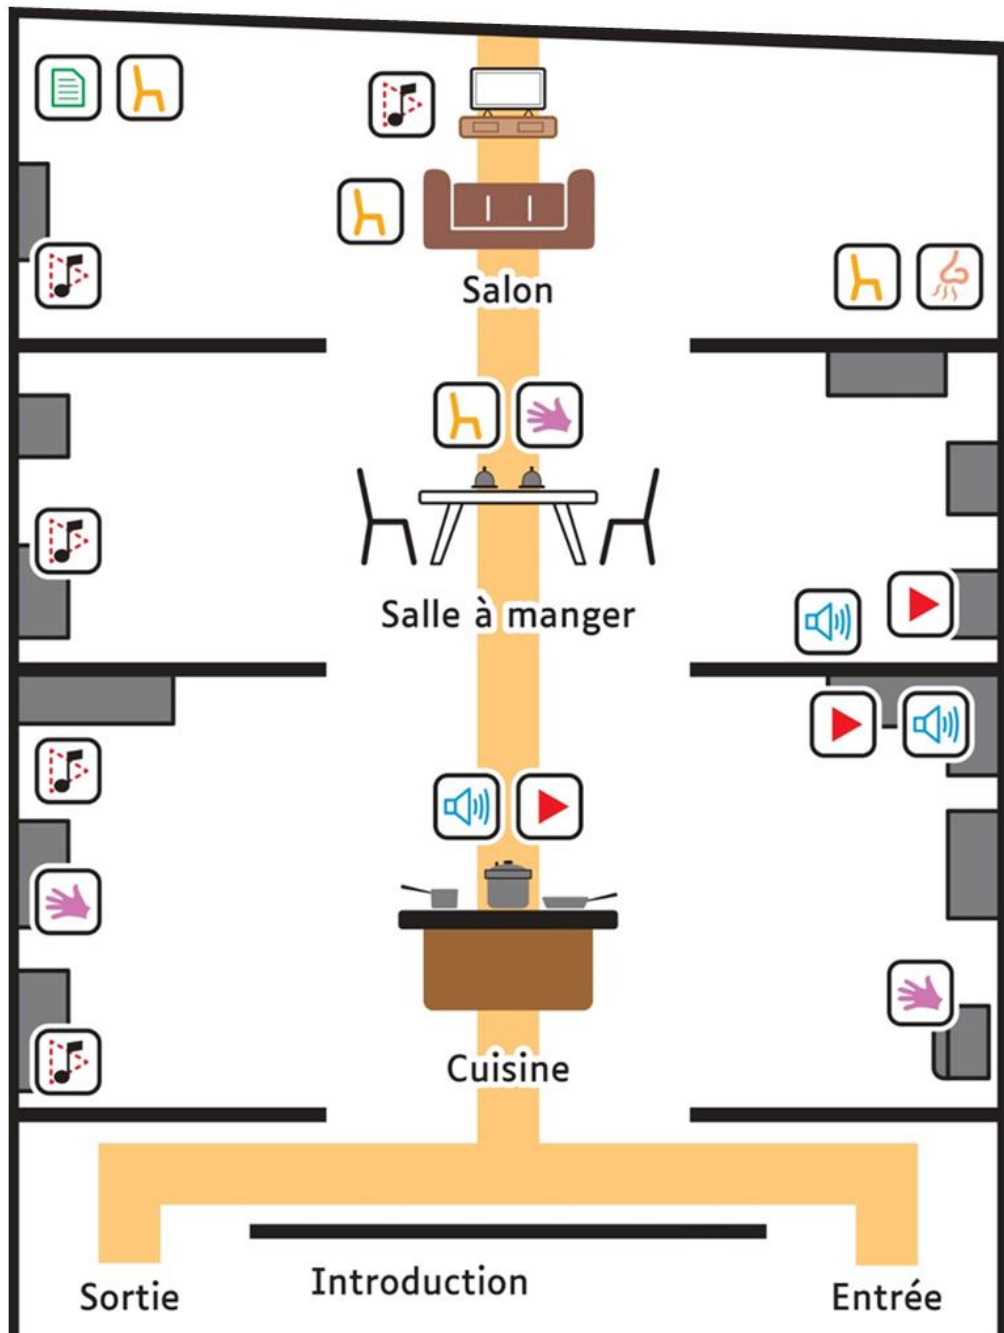 Salon
Salle à manger
Cuisine
Introduction
Sortie
Entrée